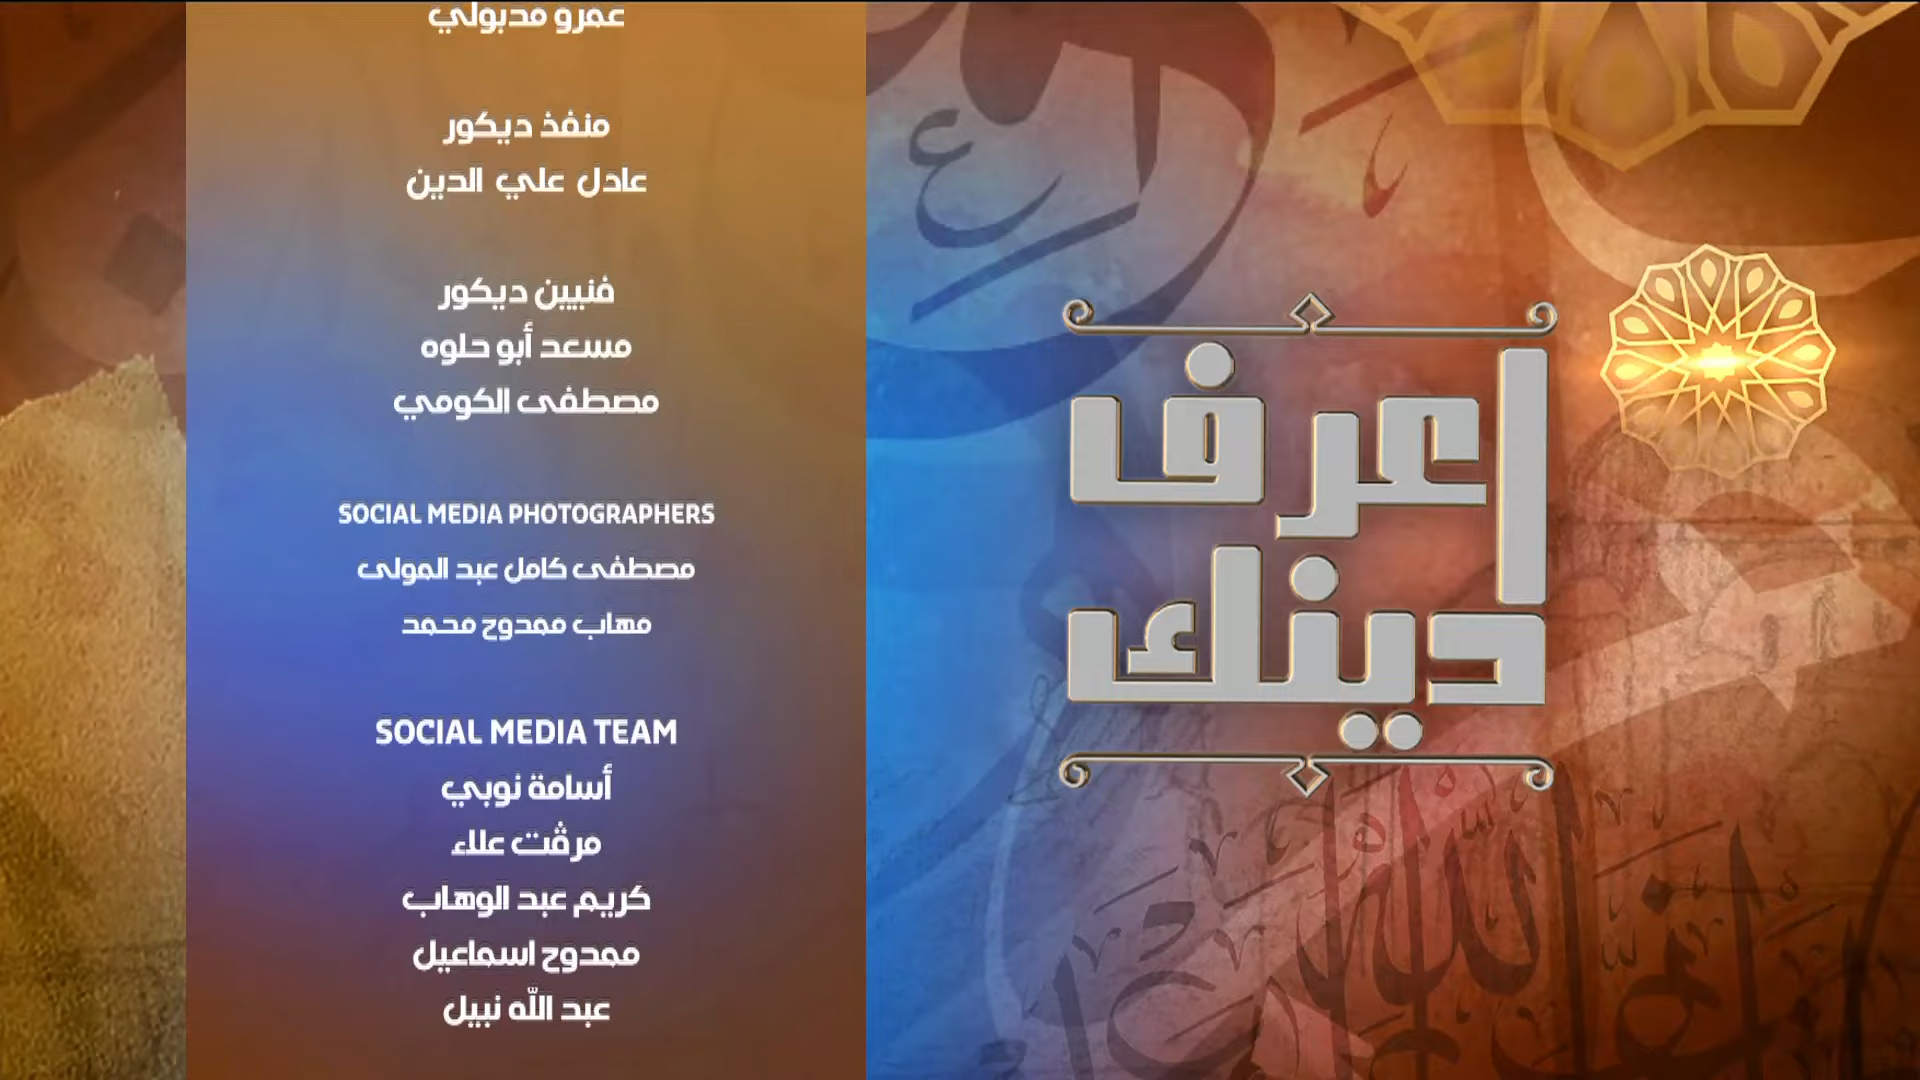 عمرو مدبولي
منفذ ديكور
عادل علي الدين
فنيين ديكور
مسعد أبو حلوه
مصطفى الكومي
SOCIAL MEDIA PHOTOGRAPHERS
مصطفى كامل عبد المولى
مهاب ممدوح محمد
SOCIAL MEDIA TEAM
أسامة نوبي
مرڤت علاء
كريم عبد الوهاب
ممدوح اسماعيل
عبد الله نبيل
اعرف
دينك